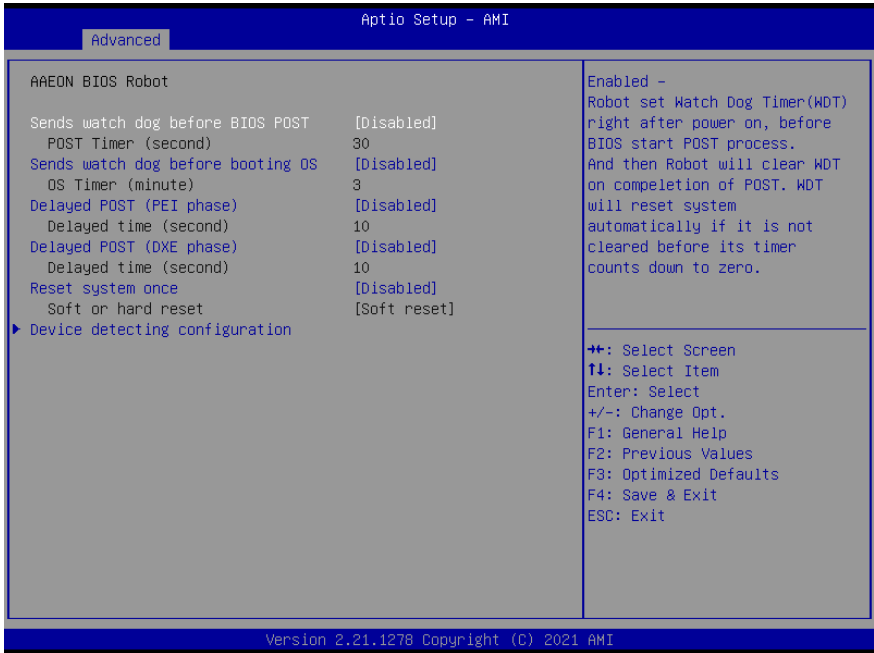 Aptio Setup – AMI
Advanced
AAEON BIOS Robot
Sends watch dog before BIOS POST [Disabled]
POST Timer (second) 30
Sends watch dog before booting OS [Disabled]
OS Timer (minute) 3
Delayed POST (PEI phase) [Disabled]
Delayed time (second) 10
Delayed POST (DXE phase) [Disabled]
Delayed time (second) 10
Reset system once [Disabled]
Soft or hard reset [Soft reset]
Device detecting configuration
Enabled –
Robot set Watch Dog Timer(WDT)
right after power on, before
BIOS start POST process.
And then Robot will clear WDT
on compeletion of POST. WDT
will reset system
automatically if it is not
cleared before its timer
counts down to zero.
→←: Select Screen
↑↓: Select Item
Enter: Select
+/-: Change Opt.
F1: General Help
F2: Previous Values
F3: Optimized Defaults
F4: Save & Exit
ESC: Exit
Version 2.21.1278 Copyright (C) 2021 AMI